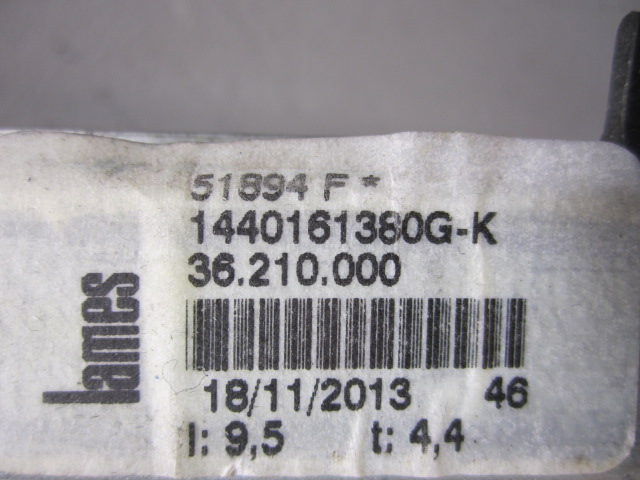 51894 F *
1440161380G-K
36.210.000
lames
18/11/2013 46
I: 9,5 t: 4,4